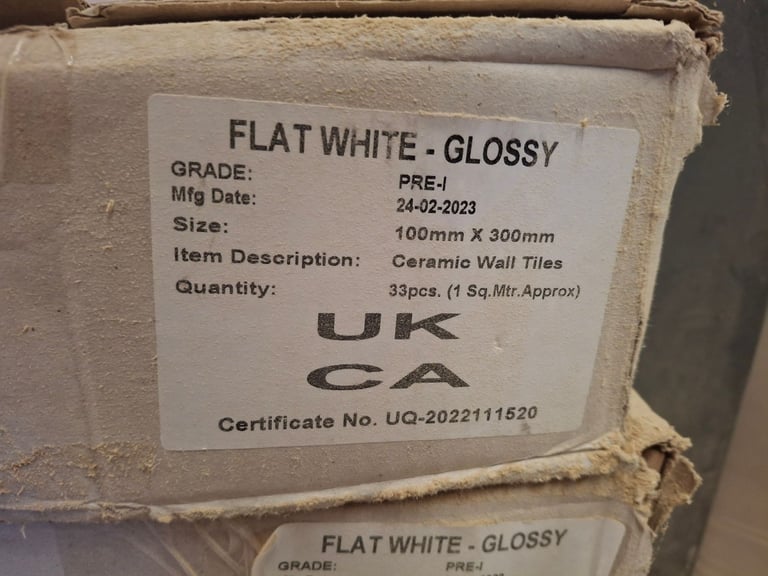 FLAT WHITE - GLOSSY
GRADE: PRE-I
Mfg Date: 24-02-2023
Size: 100mm X 300mm
Item Description: Ceramic Wall Tiles
Quantity: 33pcs. (1 Sq.Mtr.Approx)
UK
CA
Certificate No. UQ-2022111520
FLAT WHITE - GLOSSY
GRADE: PRE-I